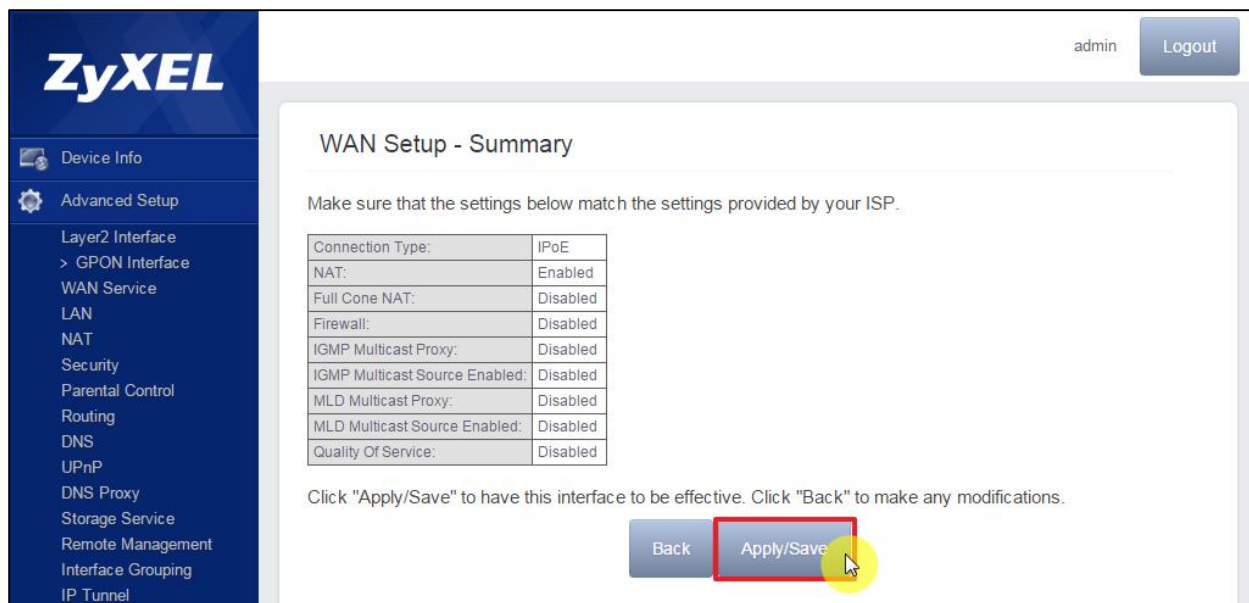 ZyXEL
admin
Logout
Device Info
Advanced Setup
Layer2 Interface
> GPON Interface
WAN Service
LAN
NAT
Security
Parental Control
Routing
DNS
UPnP
DNS Proxy
Storage Service
Remote Management
Interface Grouping
IP Tunnel
WAN Setup - Summary
Make sure that the settings below match the settings provided by your ISP.
Connection Type: IPoE
NAT: Enabled
Full Cone NAT: Disabled
Firewall: Disabled
IGMP Multicast Proxy: Disabled
IGMP Multicast Source Enabled: Disabled
MLD Multicast Proxy: Disabled
MLD Multicast Source Enabled: Disabled
Quality Of Service: Disabled
Click "Apply/Save" to have this interface to be effective. Click "Back" to make any modifications.
Back
Apply/Save